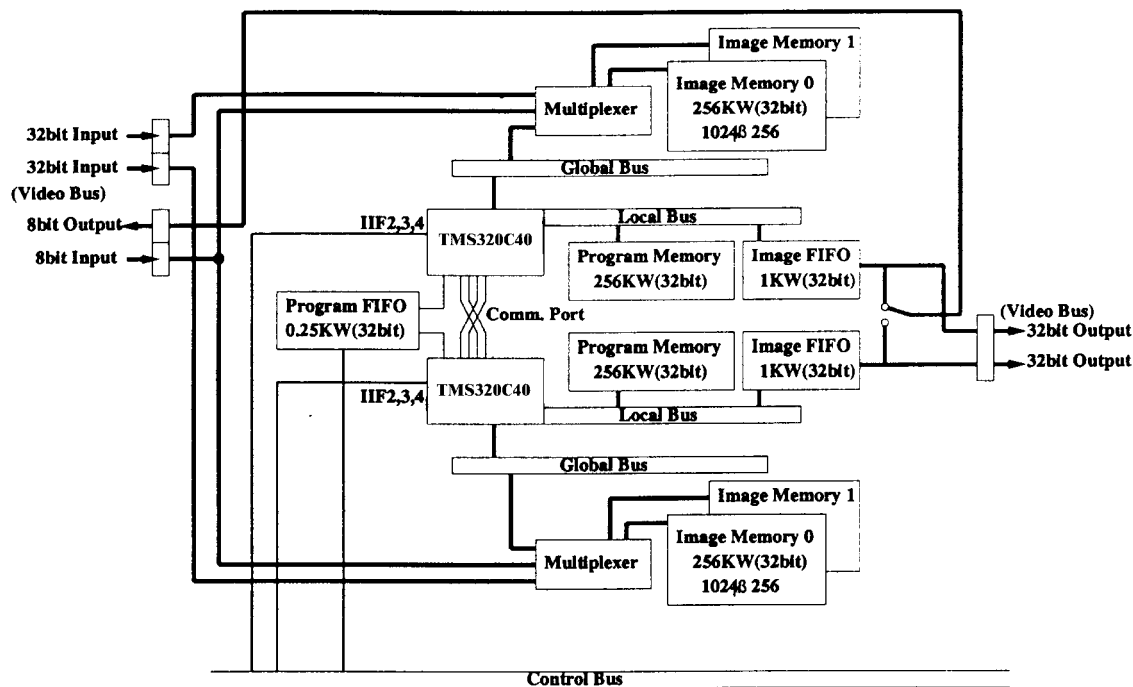 Image Memory 1
Image Memory 0
256KW(32bit)
1024ß 256
Multiplexer
32bit Input
32bit Input
(Video Bus)
8bit Output
8bit Input
Global Bus
IIF2,3,4
TMS320C40
Local Bus
Program Memory
256KW(32bit)
Image FIFO
1KW(32bit)
Program FIFO
0.25KW(32bit)
Comm. Port
(Video Bus)
32bit Output
32bit Output
Program Memory
256KW(32bit)
Image FIFO
1KW(32bit)
IIF2,3,4
TMS320C40
Local Bus
Global Bus
Image Memory 1
Image Memory 0
256KW(32bit)
1024ß 256
Multiplexer
Control Bus